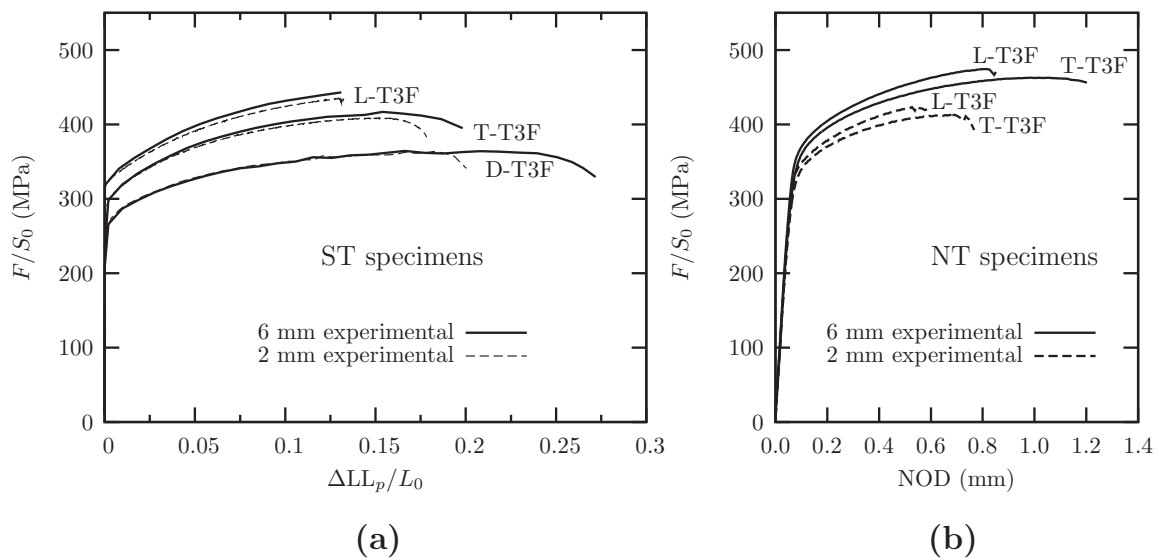 500
400
300
200
100
0
F/S₀ (MPa)
0
0.05
0.1
0.15
0.2
0.25
0.3
ΔLLₚ/L₀
L-T3F
T-T3F
D-T3F
ST specimens
6 mm experimental
2 mm experimental
(a)
500
400
300
200
100
0
F/S₀ (MPa)
0.0
0.2
0.4
0.6
0.8
1.0
1.2
1.4
NOD (mm)
L-T3F
T-T3F
L-T3F
T-T3F
NT specimens
6 mm experimental
2 mm experimental
(b)